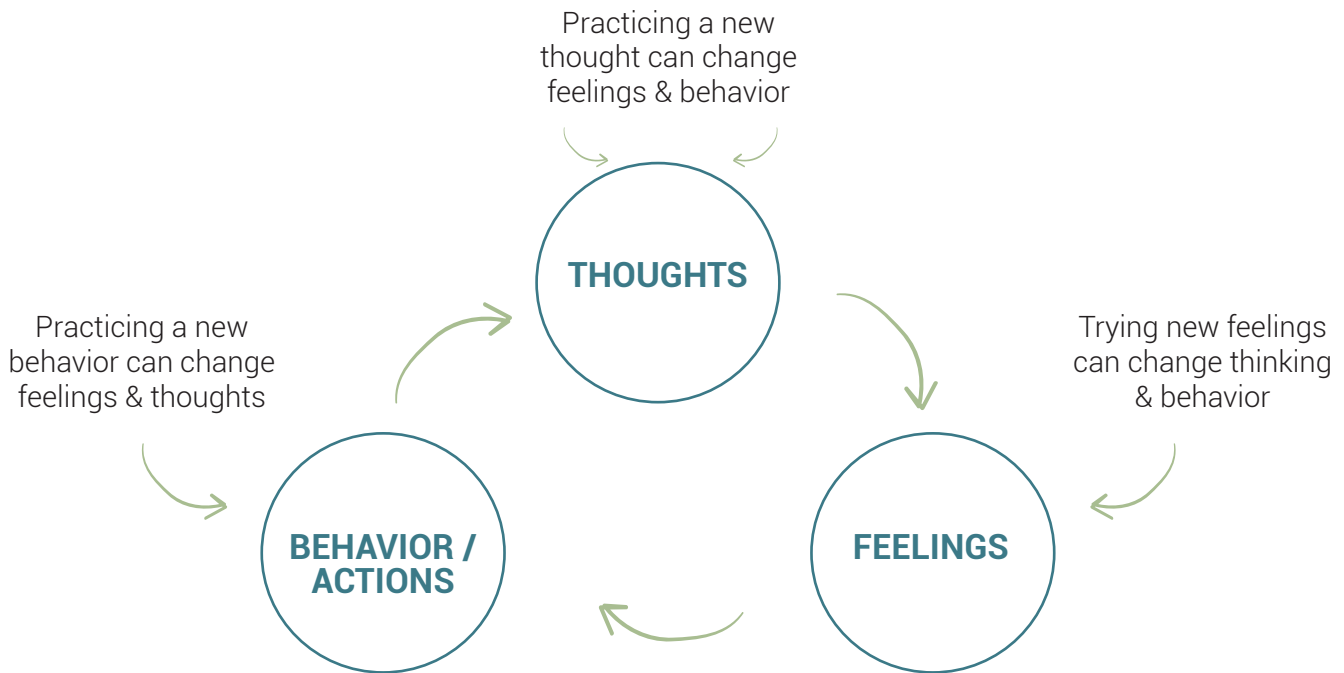 Practicing a new
thought can change
feelings & behavior
THOUGHTS
Practicing a new
behavior can change
feelings & thoughts
Trying new feelings
can change thinking
& behavior
BEHAVIOR /
ACTIONS
FEELINGS